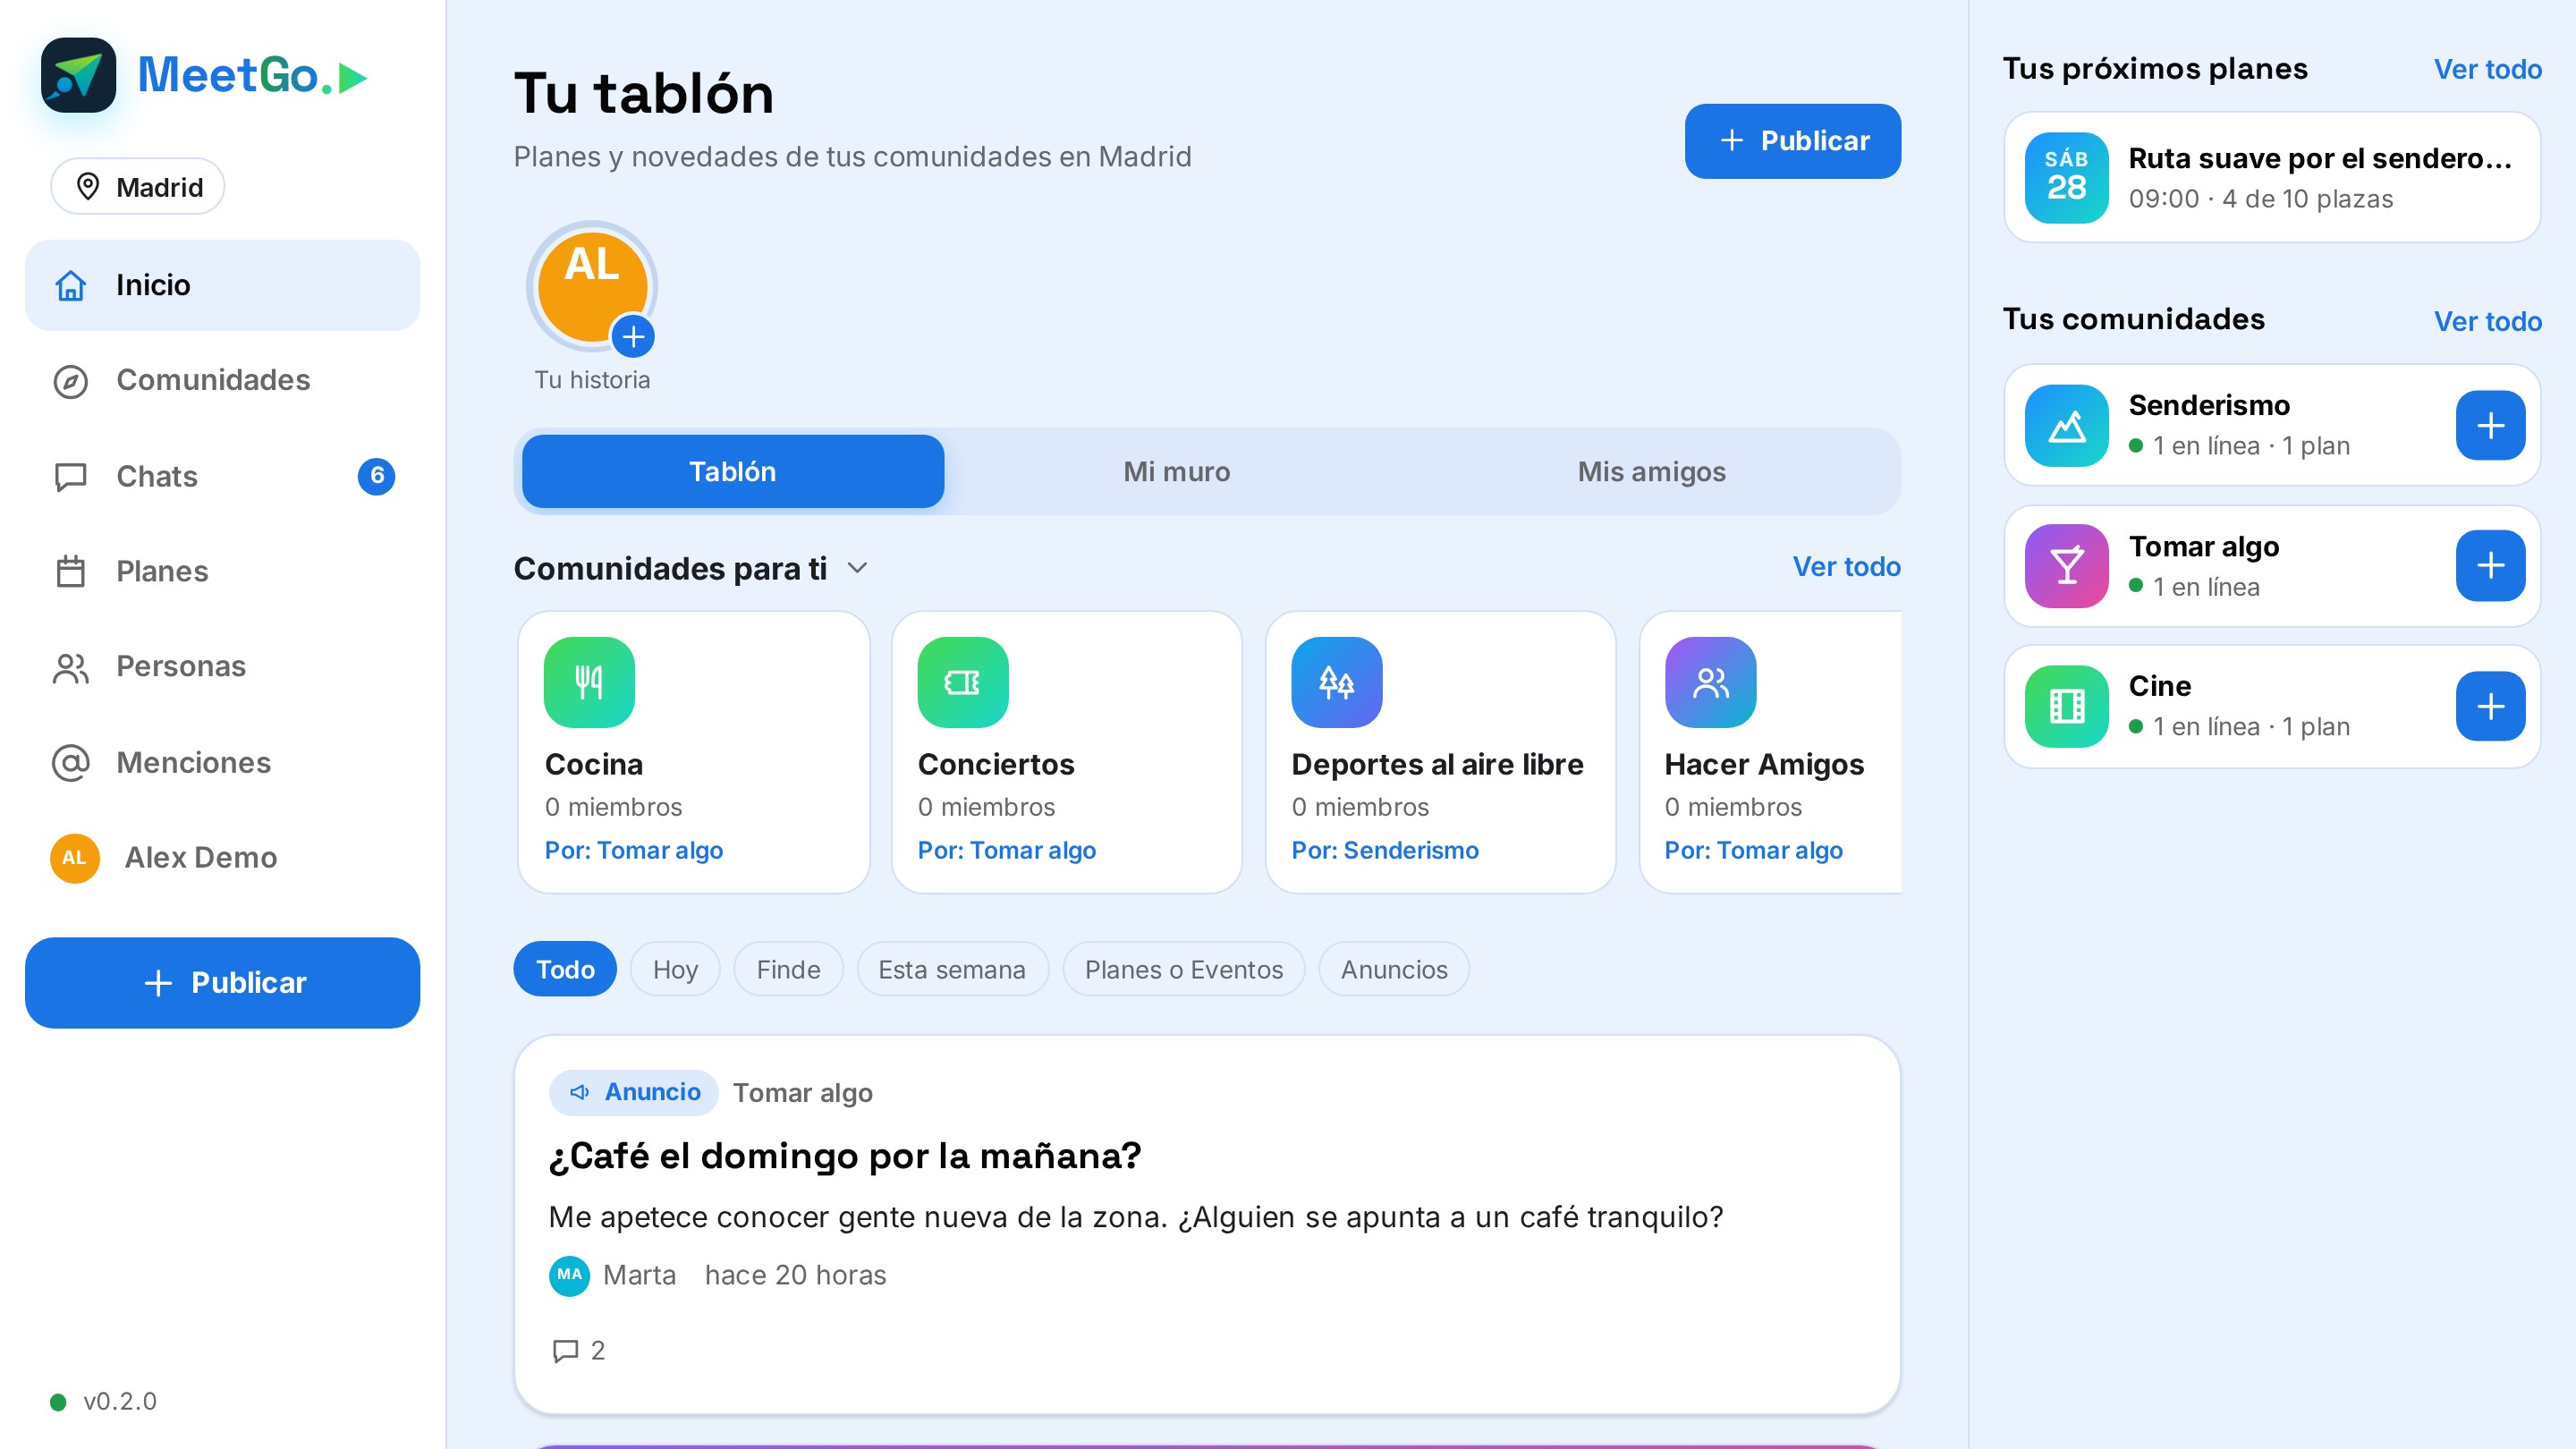 MeetGo.
Madrid
Inicio
Comunidades
Chats
6
Planes
Personas
Menciones
AL
Alex Demo
+ Publicar
v0.2.0
Tu tablón
Planes y novedades de tus comunidades en Madrid
+ Publicar
AL
Tu historia
Tablón
Mi muro
Mis amigos
Comunidades para ti
Ver todo
Cocina
0 miembros
Por: Tomar algo
Conciertos
0 miembros
Por: Tomar algo
Deportes al aire libre
0 miembros
Por: Senderismo
Hacer Amigos
0 miembros
Por: Tomar algo
Todo
Hoy
Finde
Esta semana
Planes o Eventos
Anuncios
Anuncio
Tomar algo
¿Café el domingo por la mañana?
Me apetece conocer gente nueva de la zona. ¿Alguien se apunta a un café tranquilo?
MA
Marta
hace 20 horas
2
Tus próximos planes
Ver todo
SÁB
28
Ruta suave por el sendero...
09:00 · 4 de 10 plazas
Tus comunidades
Ver todo
Senderismo
1 en línea · 1 plan
Tomar algo
1 en línea
Cine
1 en línea · 1 plan